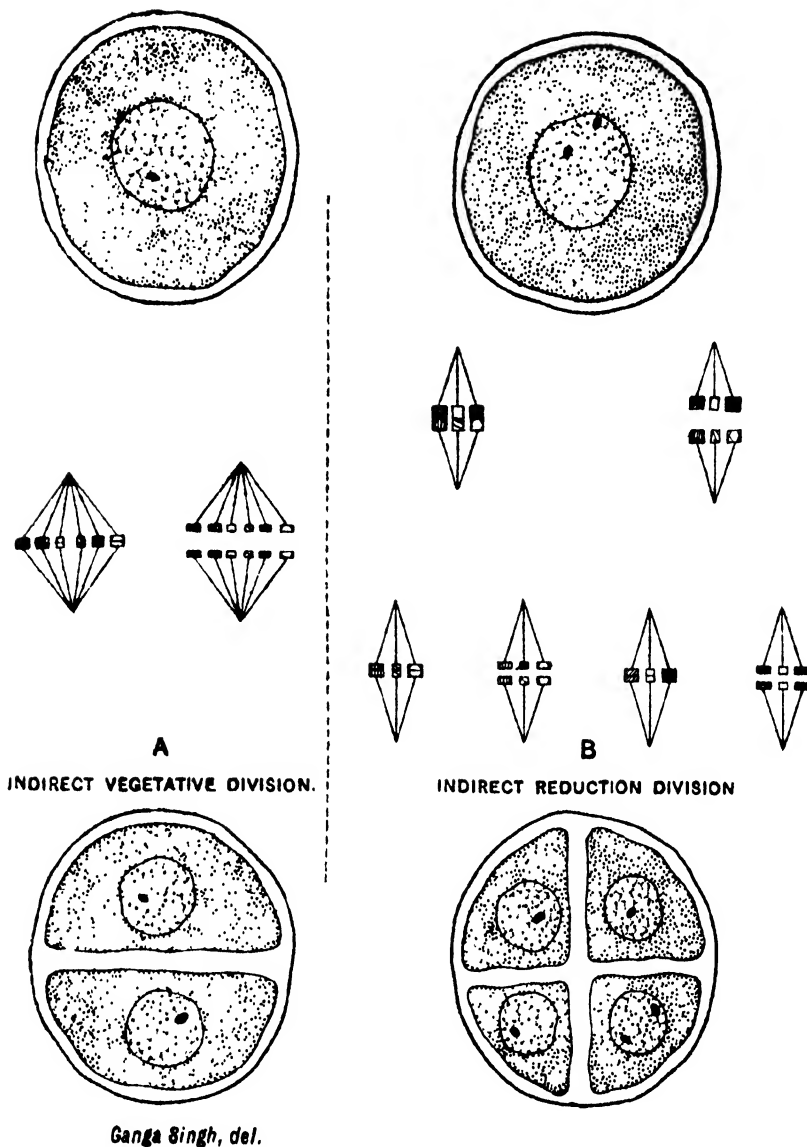 A
INDIRECT VEGETATIVE DIVISION.
B
INDIRECT REDUCTION DIVISION
Ganga Singh, del.